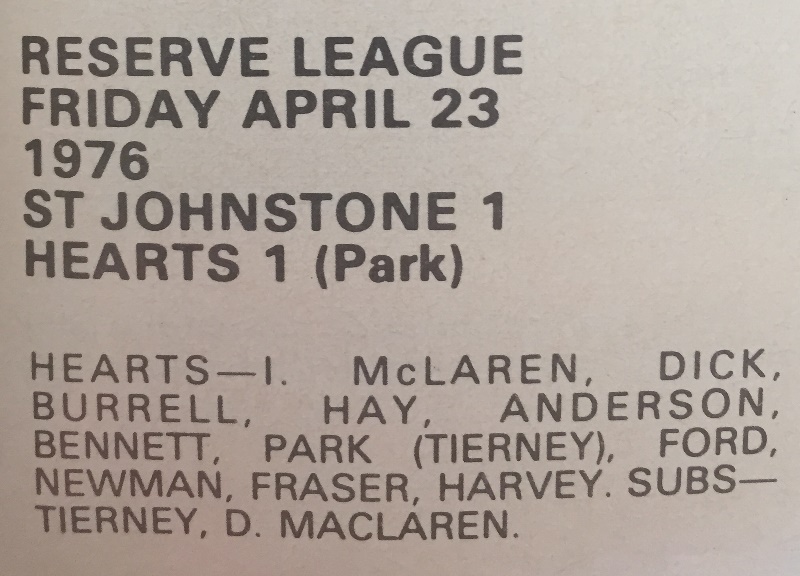 RESERVE LEAGUE
FRIDAY APRIL 23
1976
ST JOHNSTONE 1
HEARTS 1 (Park)
HEARTS—I. McLAREN, DICK,
BURRELL, HAY, ANDERSON,
BENNETT, PARK (TIERNEY), FORD,
NEWMAN, FRASER, HARVEY. SUBS—
TIERNEY, D. MACLAREN.